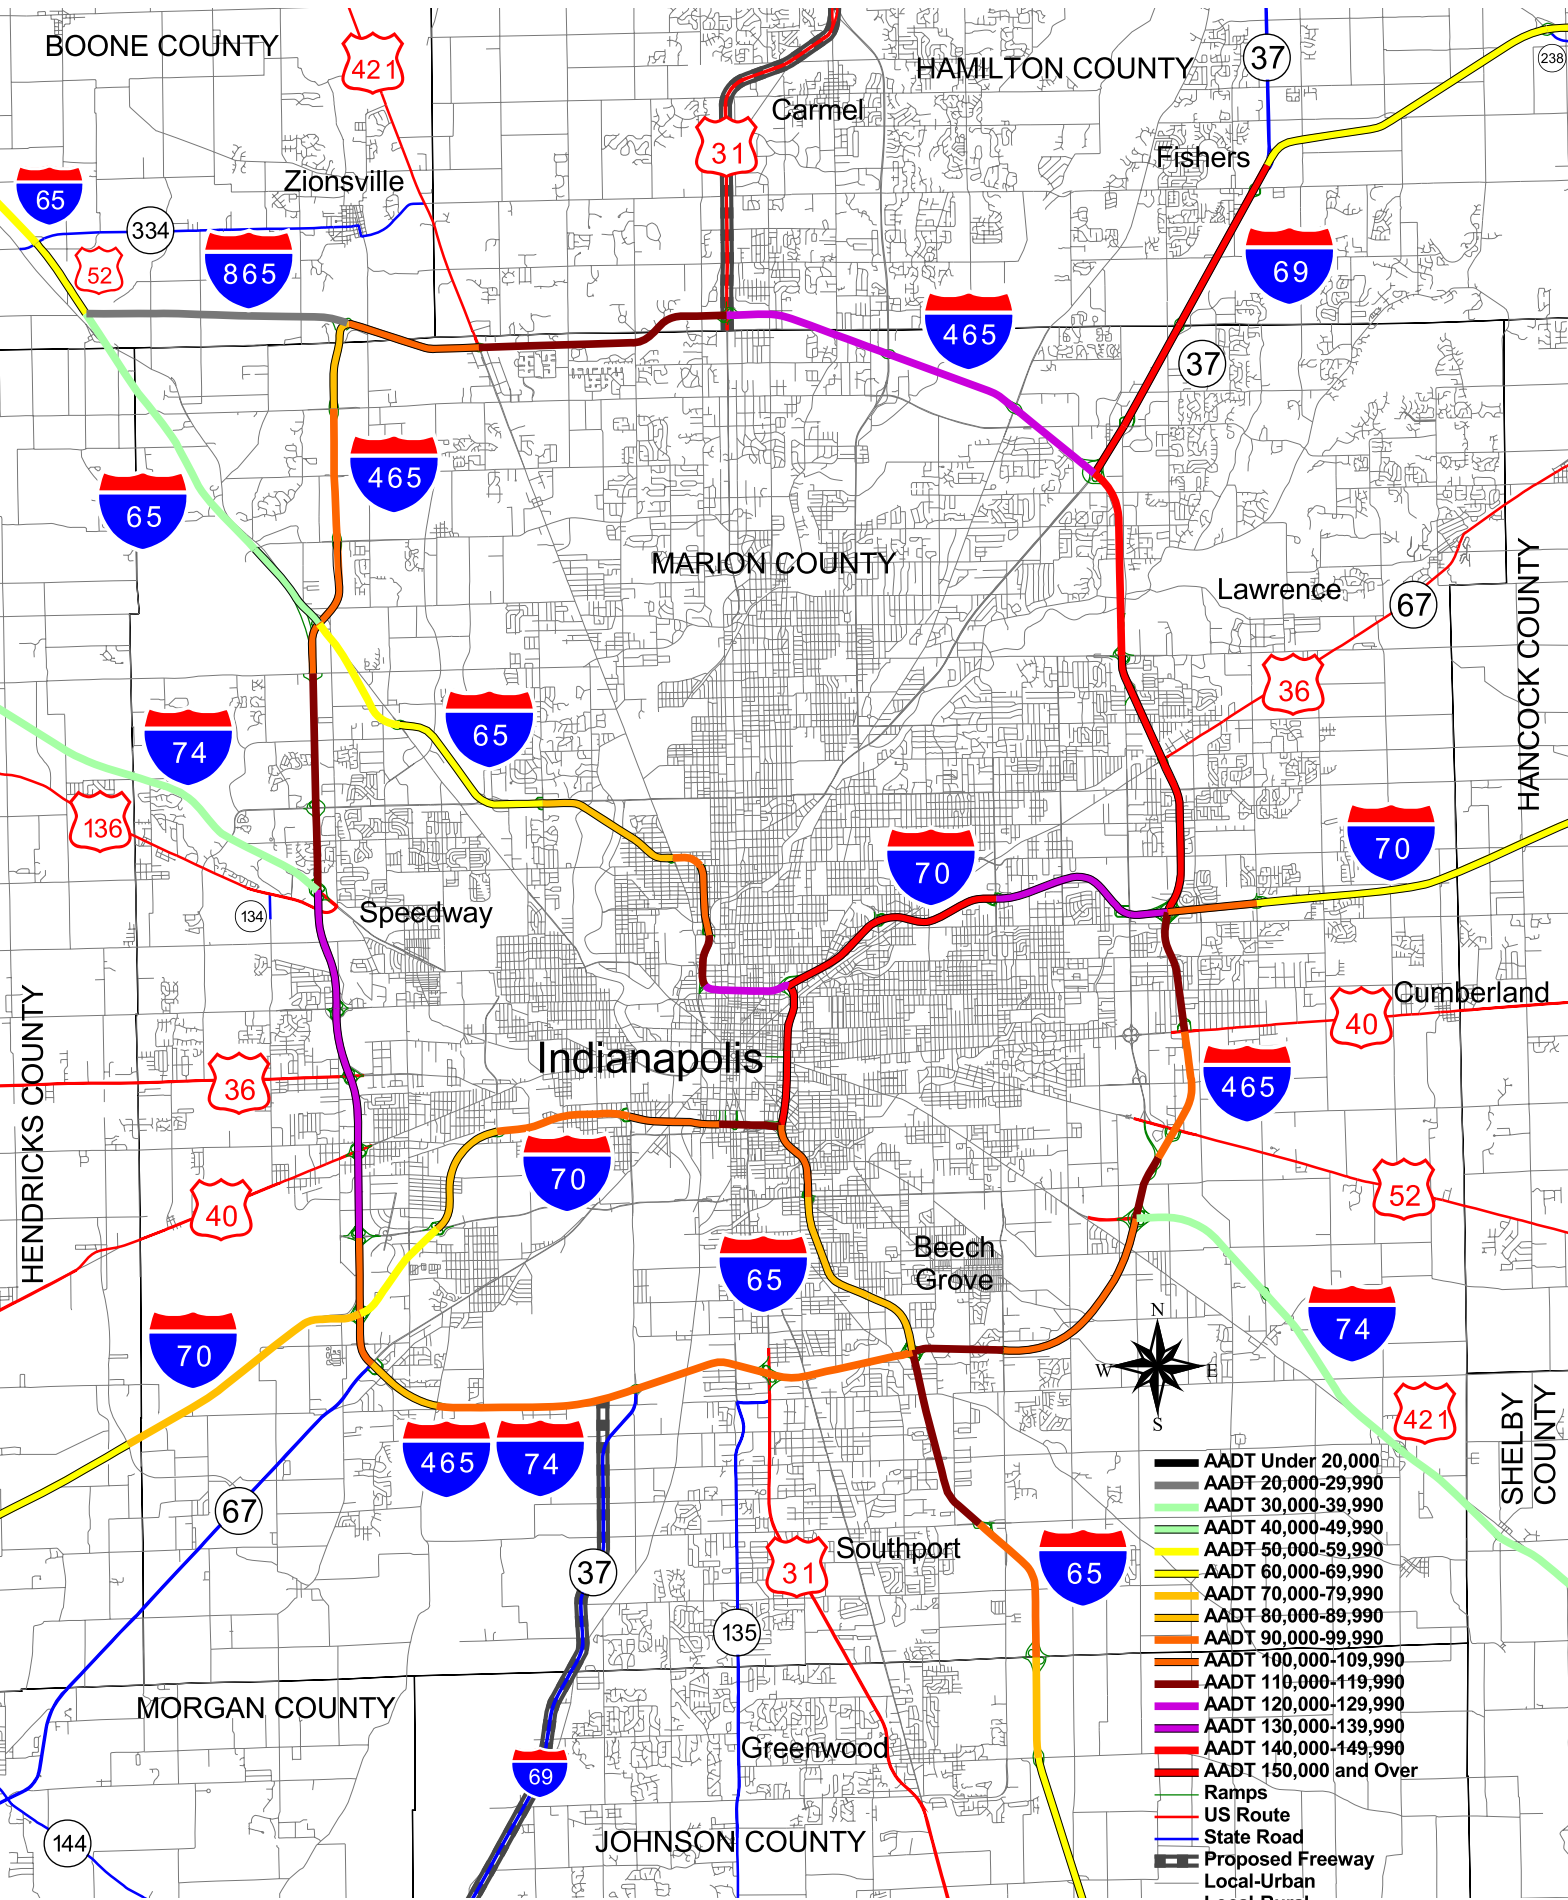 BOONE COUNTY
421
HAMILTON COUNTY
37
238
Carmel
31
Fishers
65
Zionsville
334
52
865
69
465
37
465
65
MARION COUNTY
Lawrence
67
HANCOCK COUNTY
36
65
74
136
70
70
134
Speedway
Cumberland
40
HENDRICKS COUNTY
Indianapolis
36
465
40
70
52
Beech
Grove
65
N
W
E
S
74
70
421
SHELBY
COUNTY
465
74
67
37
31
Southport
65
135
MORGAN COUNTY
Greenwood
69
144
JOHNSON COUNTY
AADT Under 20,000
AADT 20,000-29,990
AADT 30,000-39,990
AADT 40,000-49,990
AADT 50,000-59,990
AADT 60,000-69,990
AADT 70,000-79,990
AADT 80,000-89,990
AADT 90,000-99,990
AADT 100,000-109,990
AADT 110,000-119,990
AADT 120,000-129,990
AADT 130,000-139,990
AADT 140,000-149,990
AADT 150,000 and Over
Ramps
US Route
State Road
Proposed Freeway
Local-Urban